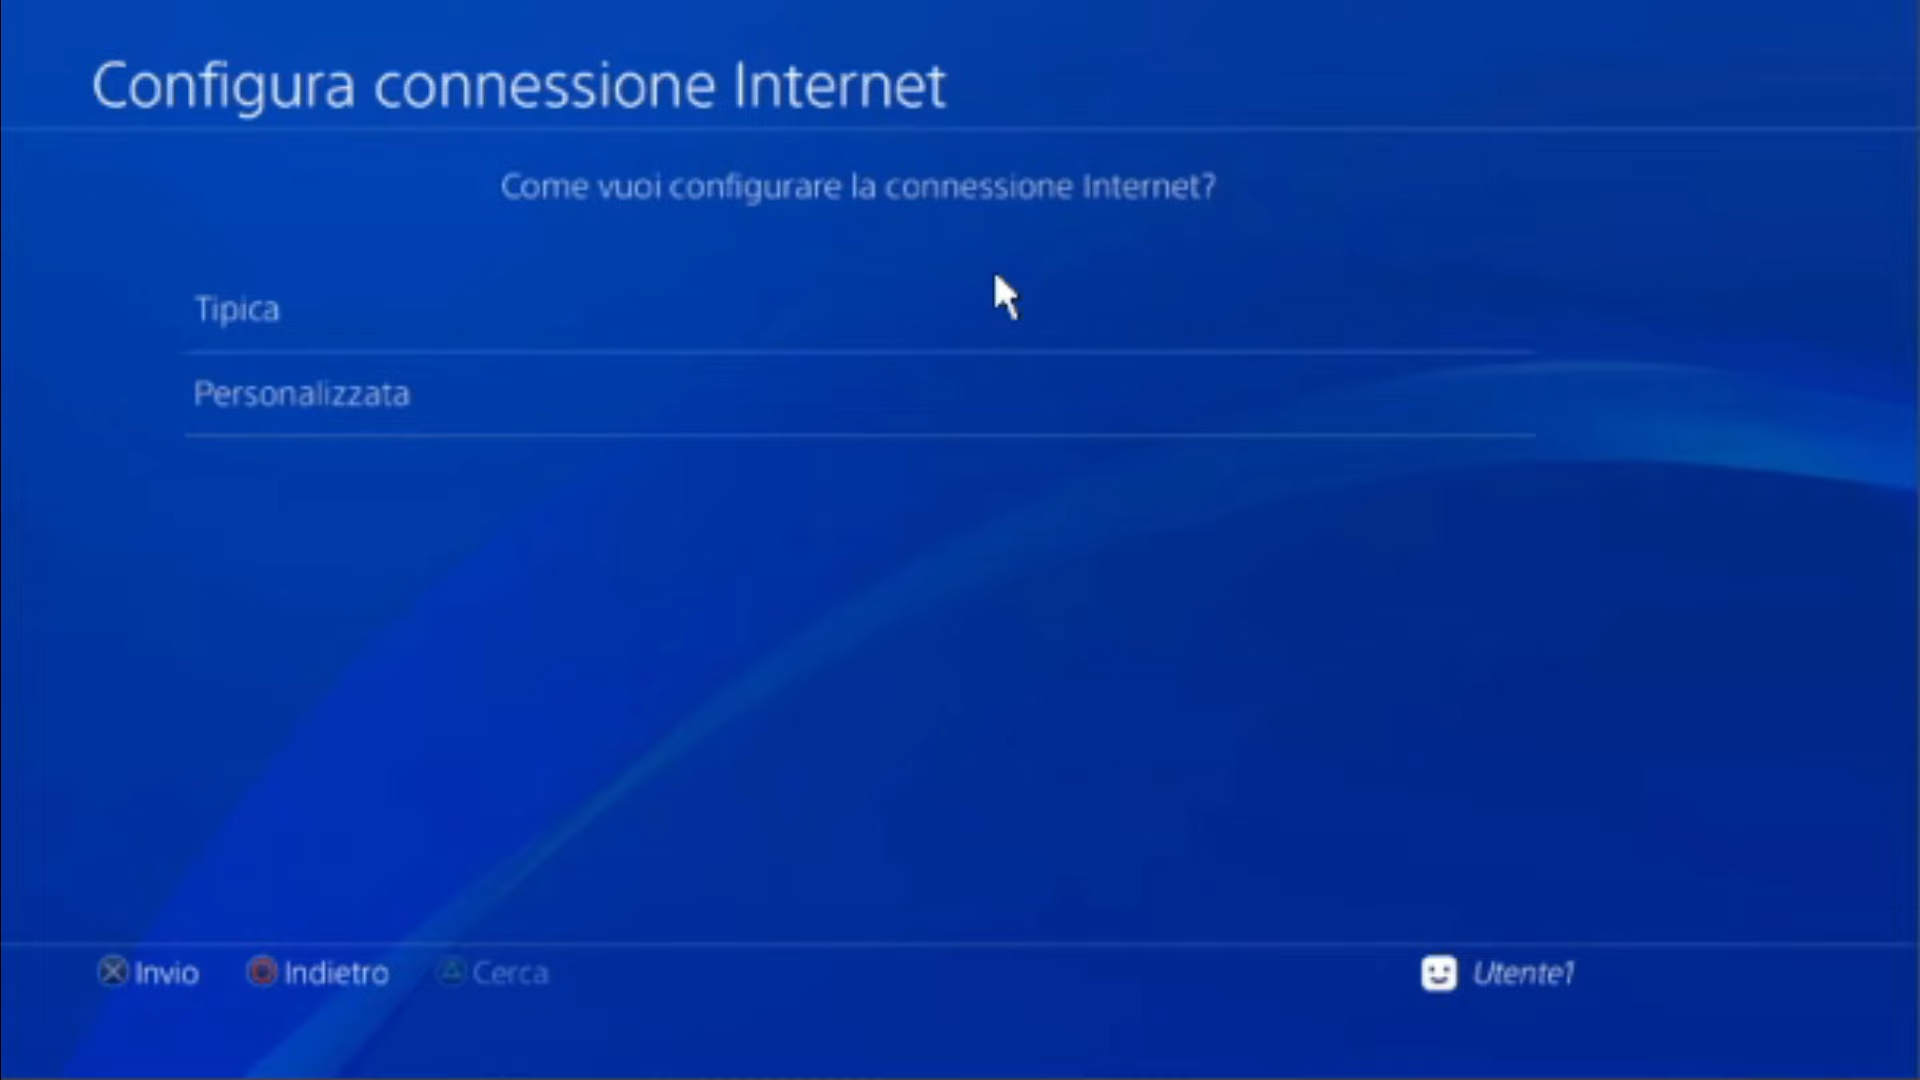 Configura connessione Internet
Come vuoi configurare la connessione Internet?
Tipica
Personalizzata
Invio Indietro Cerca Utente1